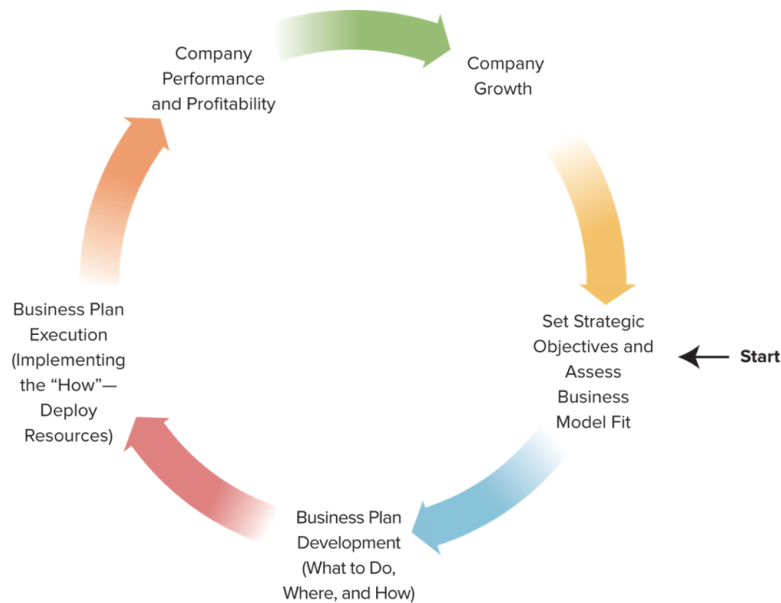 Company
Performance
and Profitability
Company
Growth
Set Strategic
Objectives and
Assess
Business
Model Fit
Start
Business Plan
Development
(What to Do,
Where, and How)
Business Plan
Execution
(Implementing
the “How”—
Deploy
Resources)